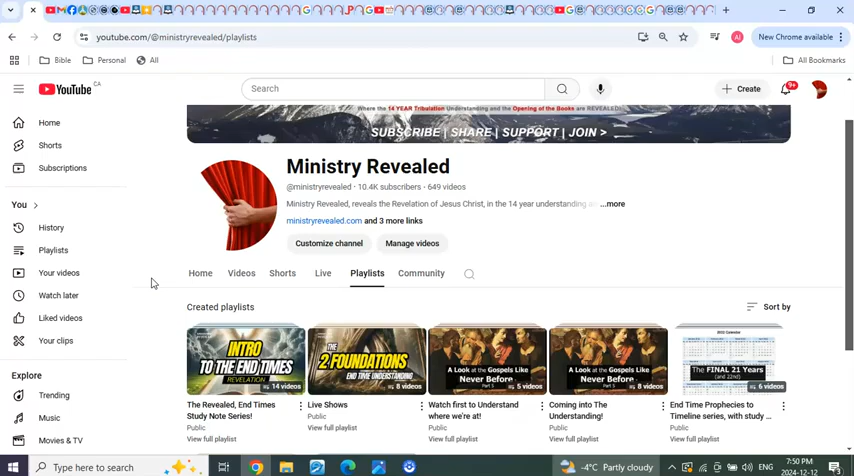 youtube.com/@ministryrevealed/playlists
New Chrome available
Bible
Personal
All
All Bookmarks
YouTube CA
Search
Create
9+
Where the 14 YEAR Tribulation Understanding and the Opening of the Books are REVEALED!
SUBSCRIBE | SHARE | SUPPORT | JOIN >
Home
Shorts
Subscriptions
You
History
Playlists
Your videos
Watch later
Liked videos
Your clips
Explore
Trending
Music
Movies & TV
Ministry Revealed
@ministryrevealed · 10.4K subscribers · 649 videos
Ministry Revealed, reveals the Revelation of Jesus Christ, in the 14 year understanding
...more
ministryrevealed.com and 3 more links
Customize channel
Manage videos
Home
Videos
Shorts
Live
Playlists
Community
Created playlists
Sort by
INTRO
TO THE END TIMES
REVELATION
14 videos
The Revealed, End Times
Study Note Series!
Public
View full playlist
THE
2 FOUNDATIONS
END TIME UNDERSTANDING
8 videos
Live Shows
Public
View full playlist
A Look at the Gospels Like
Never Before
Part 5
5 videos
Watch first to Understand
where we're at!
Public
View full playlist
A Look at the Gospels Like
Never Before
Part 5
8 videos
Coming into The
Understanding!
Public
View full playlist
2022 Calendar
The FINAL 21 Years
(and 22nd)
6 videos
End Time Prophecies to
Timeline series, with study ...
Public
View full playlist
Type here to search
-4°C Partly cloudy
ENG
7:50 PM
2024-12-12